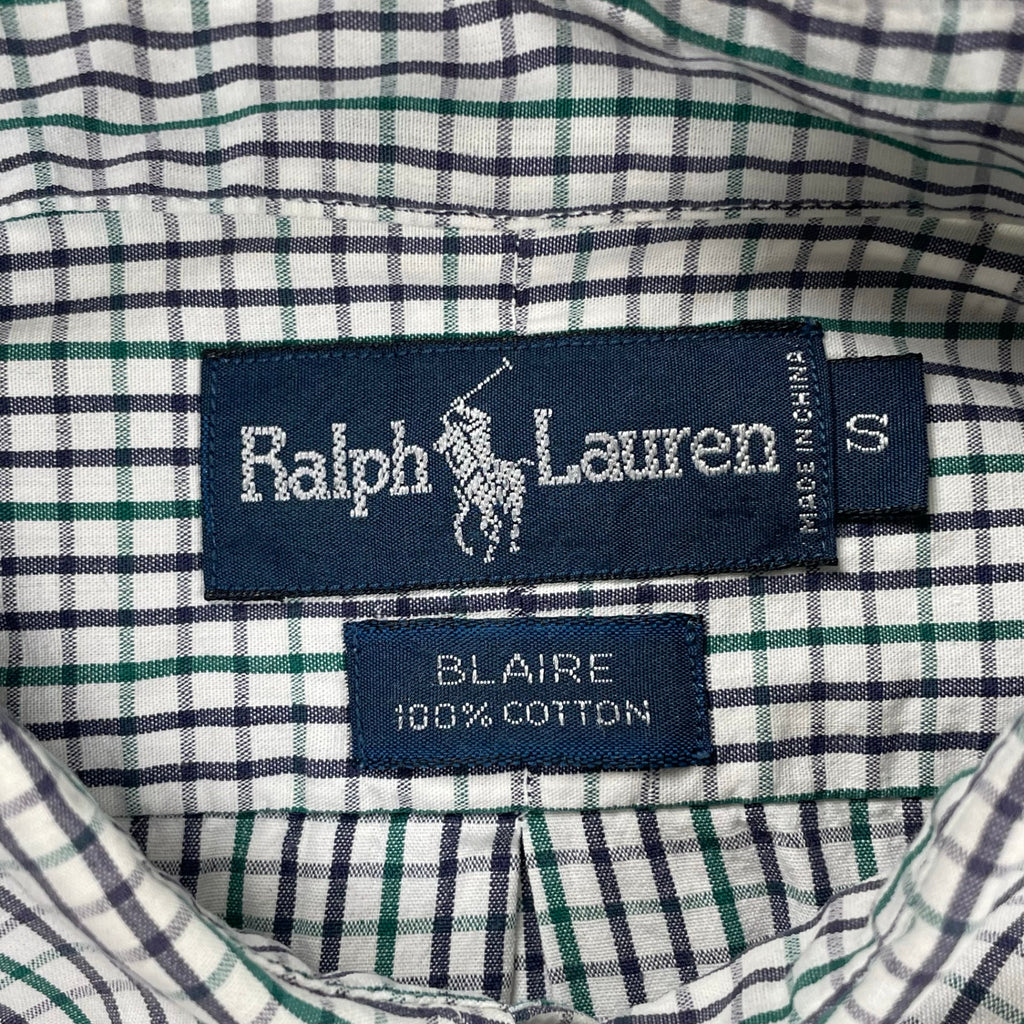 Ralph Lauren
MADE IN CHINA
S
BLAIRE
100% COTTON